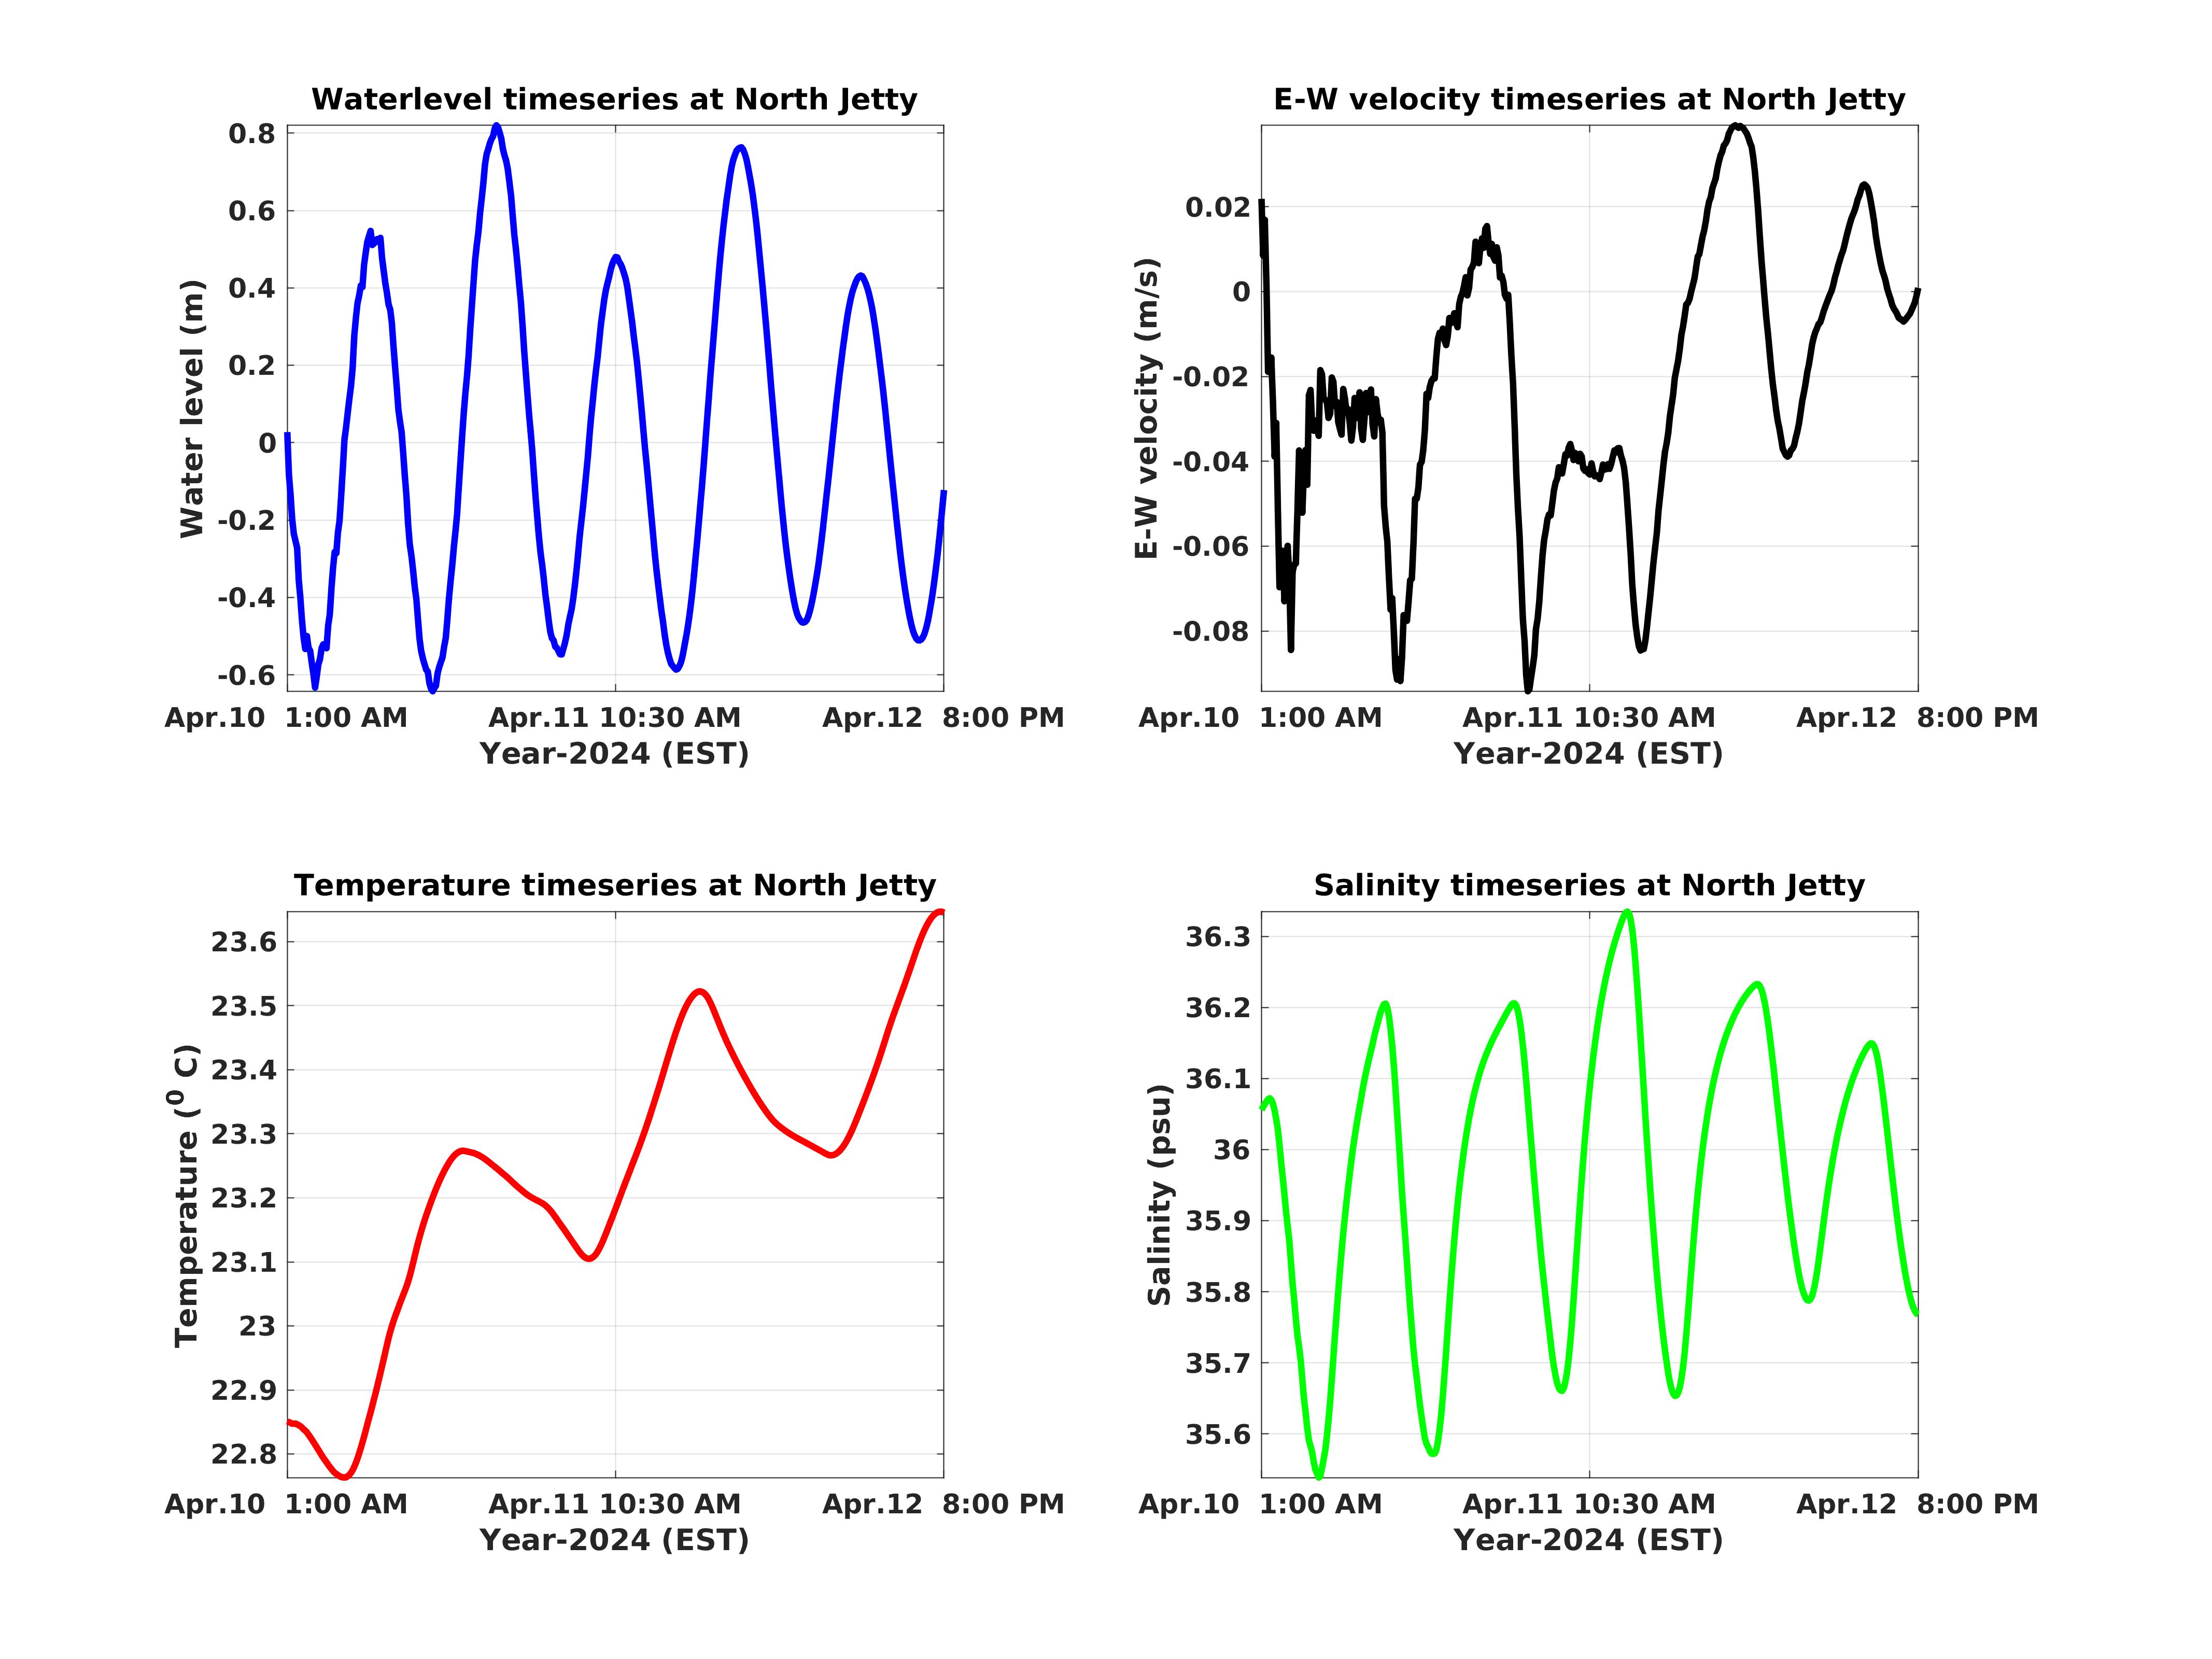 Waterlevel timeseries at North Jetty
0.8
0.6
0.4
0.2
0
-0.2
-0.4
-0.6
Water level (m)
Apr.10 1:00 AM
Apr.11 10:30 AM
Apr.12 8:00 PM
Year-2024 (EST)
E-W velocity timeseries at North Jetty
0.02
0
-0.02
-0.04
-0.06
-0.08
E-W velocity (m/s)
Apr.10 1:00 AM
Apr.11 10:30 AM
Apr.12 8:00 PM
Year-2024 (EST)
Temperature timeseries at North Jetty
23.6
23.5
23.4
23.3
23.2
23.1
23
22.9
22.8
Temperature (⁰ C)
Apr.10 1:00 AM
Apr.11 10:30 AM
Apr.12 8:00 PM
Year-2024 (EST)
Salinity timeseries at North Jetty
36.3
36.2
36.1
36
35.9
35.8
35.7
35.6
Salinity (psu)
Apr.10 1:00 AM
Apr.11 10:30 AM
Apr.12 8:00 PM
Year-2024 (EST)